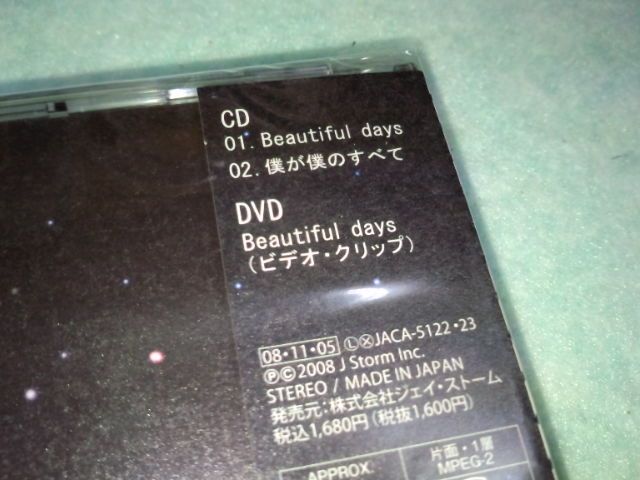 CD
01. Beautiful days
02. 僕が僕のすべて
DVD
Beautiful days
(ビデオ・クリップ)
08・11・05 ⓁⓍJACA-5122・23
Ⓟ©2008 J Storm Inc.
STEREO / MADE IN JAPAN
発売元:株式会社ジェイ・ストーム
税込1,680円 (税抜1,600円)
APPROX.
片面・1層
MPEG-2